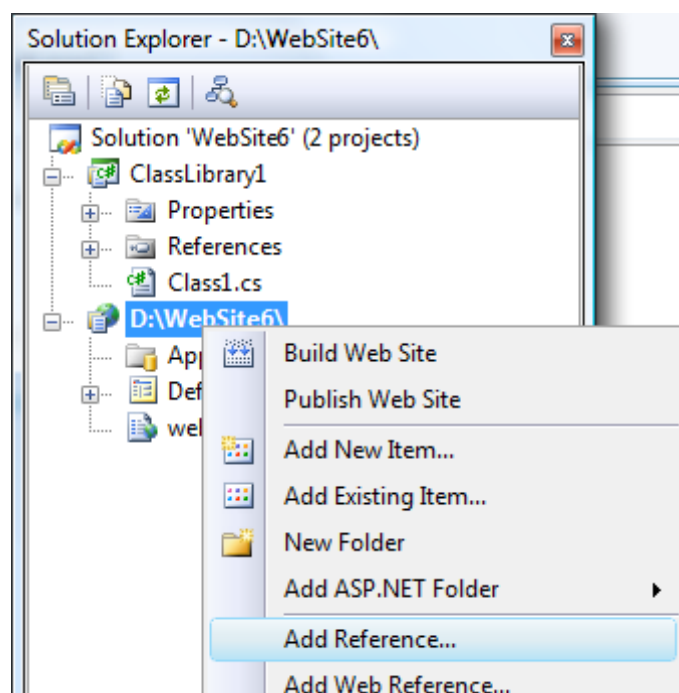 Solution Explorer - D:\WebSite6\
Solution 'WebSite6' (2 projects)
ClassLibrary1
Properties
References
Class1.cs
D:\WebSite6\
App
Def
wel
Build Web Site
Publish Web Site
Add New Item...
Add Existing Item...
New Folder
Add ASP.NET Folder
Add Reference...
Add Web Reference...